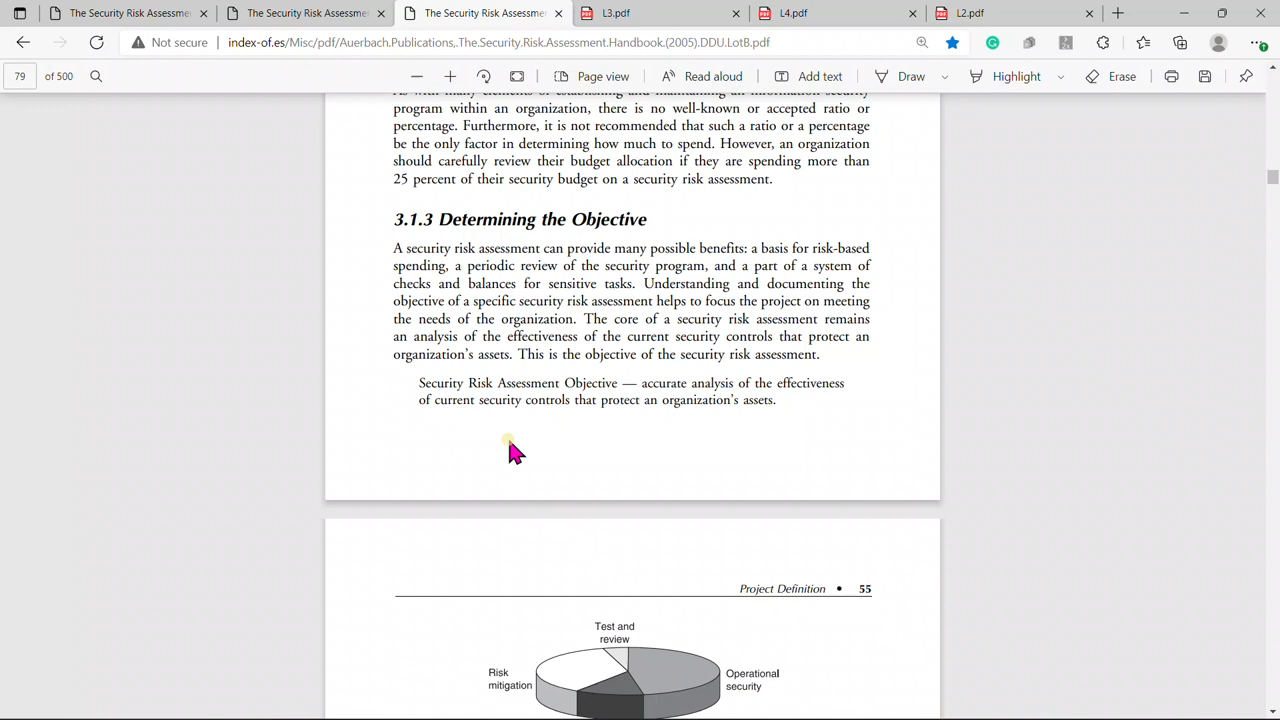 The Security Risk Assessme
The Security Risk Assessme
The Security Risk Assessme
L3.pdf
L4.pdf
L2.pdf
Not secure
index-of.es/Misc/pdf/Auerbach.Publications,.The.Security.Risk.Assessment.Handbook.(2005).DDU.LotB.pdf
79
of 500
Page view
Read aloud
Add text
Draw
Highlight
Erase
As with many elements of establishing and maintaining an information security
program within an organization, there is no well-known or accepted ratio or
percentage. Furthermore, it is not recommended that such a ratio or a percentage
be the only factor in determining how much to spend. However, an organization
should carefully review their budget allocation if they are spending more than
25 percent of their security budget on a security risk assessment.
3.1.3 Determining the Objective
A security risk assessment can provide many possible benefits: a basis for risk-based
spending, a periodic review of the security program, and a part of a system of
checks and balances for sensitive tasks. Understanding and documenting the
objective of a specific security risk assessment helps to focus the project on meeting
the needs of the organization. The core of a security risk assessment remains
an analysis of the effectiveness of the current security controls that protect an
organization's assets. This is the objective of the security risk assessment.
Security Risk Assessment Objective — accurate analysis of the effectiveness
of current security controls that protect an organization's assets.
Project Definition • 55
Test and
review
Risk
mitigation
Operational
security